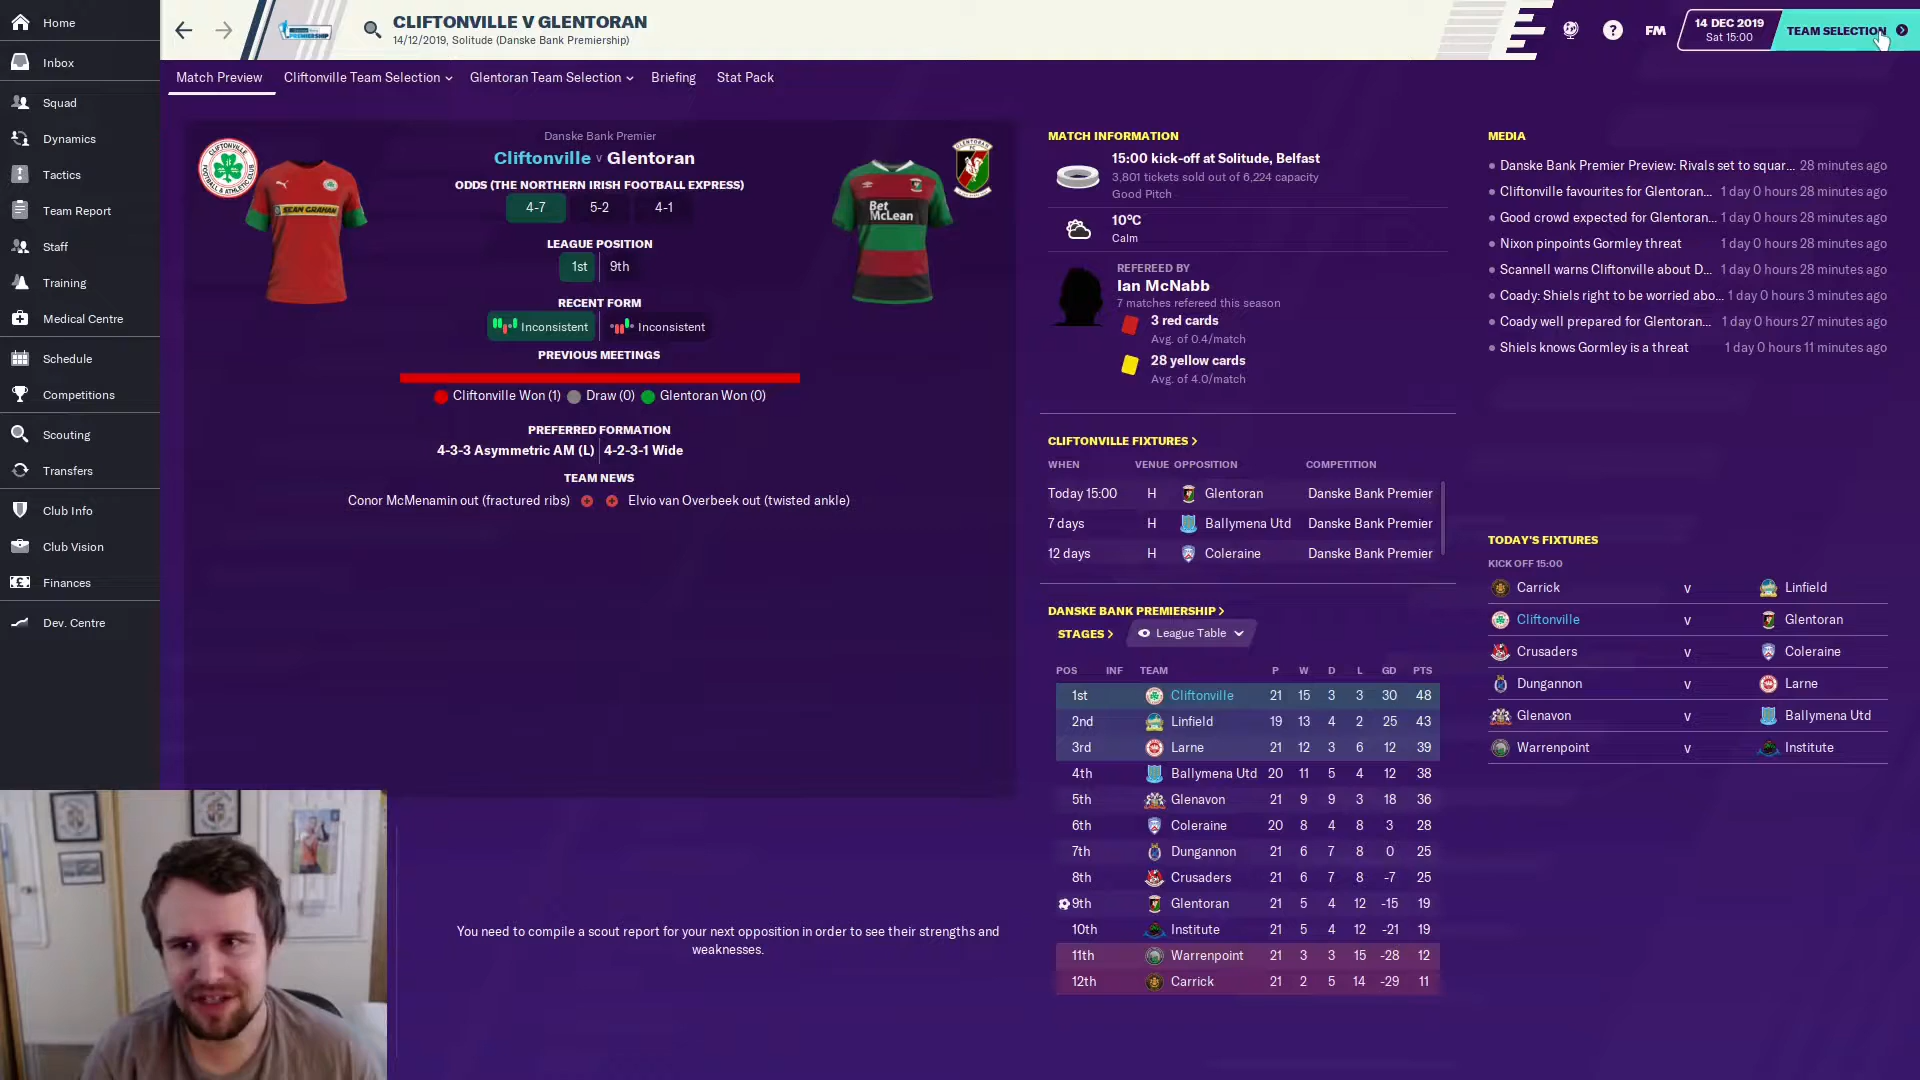 Home
Inbox
Squad
Dynamics
Tactics
Team Report
Staff
Training
Medical Centre
Schedule
Competitions
Scouting
Transfers
Club Info
Club Vision
Finances
Dev. Centre
CLIFTONVILLE V GLENTORAN
14/12/2019, Solitude (Danske Bank Premiership)
FM
14 DEC 2019
Sat 15:00
TEAM SELECTION
Match Preview
Cliftonville Team Selection
Glentoran Team Selection
Briefing
Stat Pack
Danske Bank Premier
Cliftonville v Glentoran
ODDS (THE NORTHERN IRISH FOOTBALL EXPRESS)
4-7 5-2 4-1
LEAGUE POSITION
1st 9th
RECENT FORM
Inconsistent Inconsistent
PREVIOUS MEETINGS
Cliftonville Won (1) Draw (0) Glentoran Won (0)
PREFERRED FORMATION
4-3-3 Asymmetric AM (L) 4-2-3-1 Wide
TEAM NEWS
Conor McMenamin out (fractured ribs) Elvio van Overbeek out (twisted ankle)
SEAN GRAHAM
Bet
McLean
You need to compile a scout report for your next opposition in order to see their strengths and
weaknesses.
MATCH INFORMATION
15:00 kick-off at Solitude, Belfast
3,801 tickets sold out of 6,224 capacity
Good Pitch
10°C
Calm
REFEREED BY
Ian McNabb
7 matches refereed this season
3 red cards
Avg. of 0.4/match
28 yellow cards
Avg. of 4.0/match
CLIFTONVILLE FIXTURES >
WHEN VENUE OPPOSITION COMPETITION
Today 15:00 H Glentoran Danske Bank Premier
7 days H Ballymena Utd Danske Bank Premier
12 days H Coleraine Danske Bank Premier
DANSKE BANK PREMIERSHIP >
STAGES > League Table
POS INF TEAM P W D L GD PTS
1st Cliftonville 21 15 3 3 30 48
2nd Linfield 19 13 4 2 25 43
3rd Larne 21 12 3 6 12 39
4th Ballymena Utd 20 11 5 4 12 38
5th Glenavon 21 9 9 3 18 36
6th Coleraine 20 8 4 8 3 28
7th Dungannon 21 6 7 8 0 25
8th Crusaders 21 6 7 8 -7 25
9th Glentoran 21 5 4 12 -15 19
10th Institute 21 5 4 12 -21 19
11th Warrenpoint 21 3 3 15 -28 12
12th Carrick 21 2 5 14 -29 11
MEDIA
Danske Bank Premier Preview: Rivals set to squar... 28 minutes ago
Cliftonville favourites for Glentoran... 1 day 0 hours 28 minutes ago
Good crowd expected for Glentoran... 1 day 0 hours 28 minutes ago
Nixon pinpoints Gormley threat 1 day 0 hours 28 minutes ago
Scannell warns Cliftonville about D... 1 day 0 hours 28 minutes ago
Coady: Shiels right to be worried abo... 1 day 0 hours 3 minutes ago
Coady well prepared for Glentoran... 1 day 0 hours 27 minutes ago
Shiels knows Gormley is a threat 1 day 0 hours 11 minutes ago
TODAY'S FIXTURES
KICK OFF 15:00
Carrick v Linfield
Cliftonville v Glentoran
Crusaders v Coleraine
Dungannon v Larne
Glenavon v Ballymena Utd
Warrenpoint v Institute